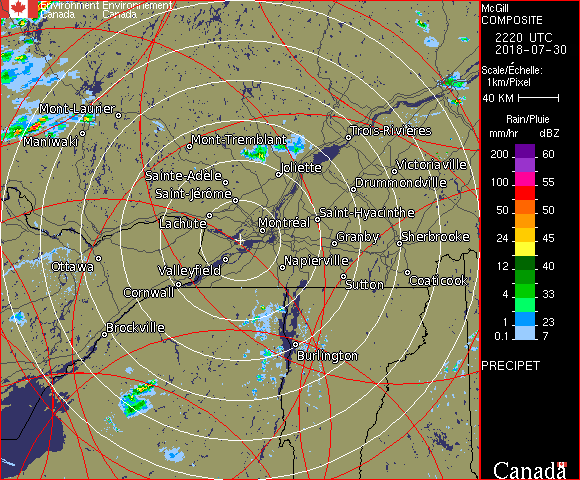 Environment Environnement
Canada Canada
McGill
COMPOSITE
2220 UTC
2018-07-30
Scale/Échelle:
1km/Pixel
40 KM
Rain/Pluie
mm/hr dBZ
200 60
100 55
50 50
24 45
12 40
4 33
1 23
0.1 7
PRECIPET
Canada
Mont-Laurier
Maniwaki
Mont-Tremblant
Trois-Rivières
Joliette
Victoriaville
Sainte-Adèle
Drummondville
Saint-Jérôme
Saint-Hyacinthe
Lachute
Montréal
Granby
Sherbrooke
Ottawa
Valleyfield
Napierville
Cornwall
Sutton
Coaticook
Brockville
Burlington